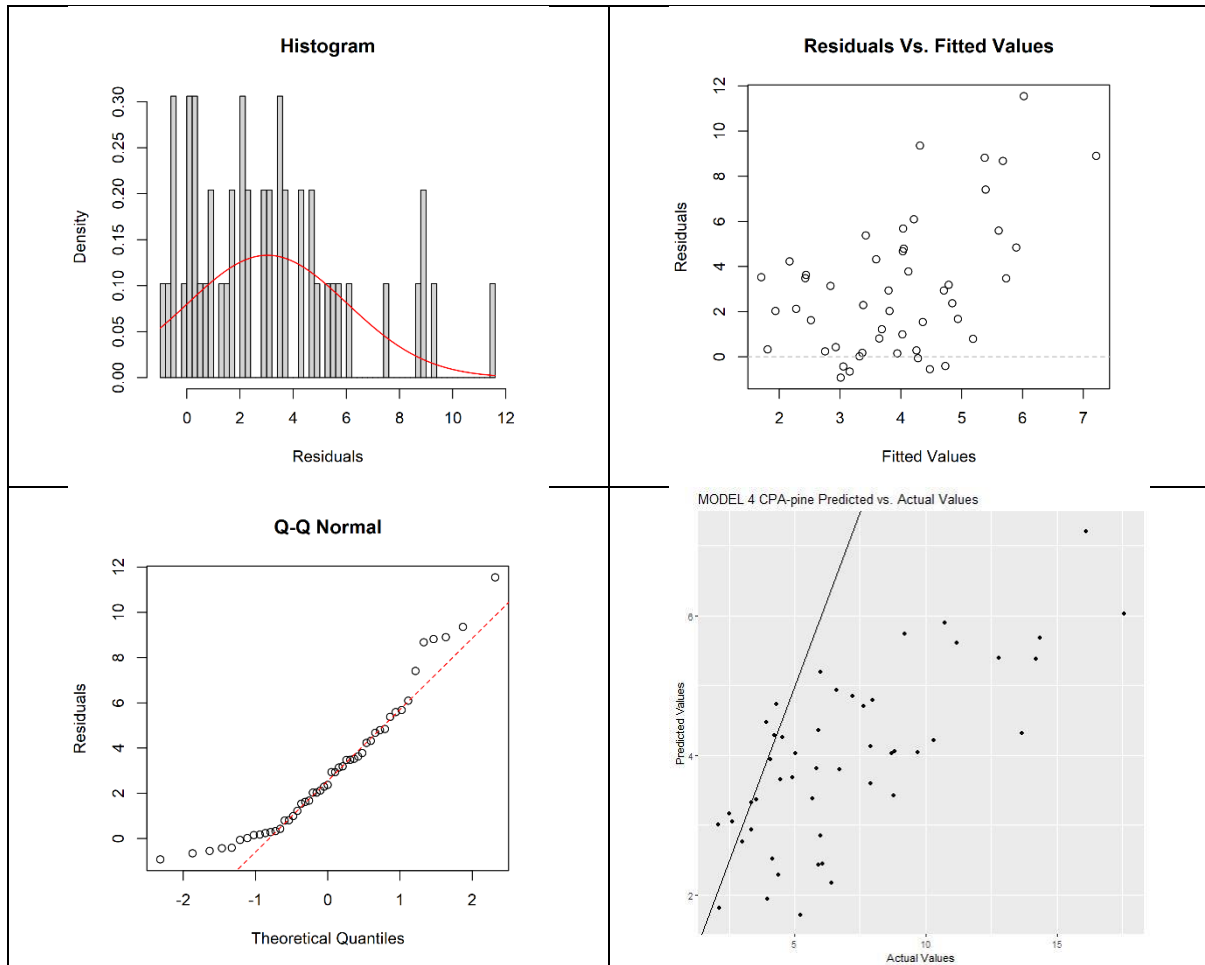 Histogram
0.30
0.25
0.20
0.15
0.10
0.05
0.00
Density
0 2 4 6 8 10 12
Residuals
Residuals Vs. Fitted Values
12
10
8
6
4
2
0
Residuals
2 3 4 5 6 7
Fitted Values
Q-Q Normal
12
10
8
6
4
2
0
Residuals
-2 -1 0 1 2
Theoretical Quantiles
MODEL 4 CPA-pine Predicted vs. Actual Values
6
4
2
Predicted Values
5 10 15
Actual Values